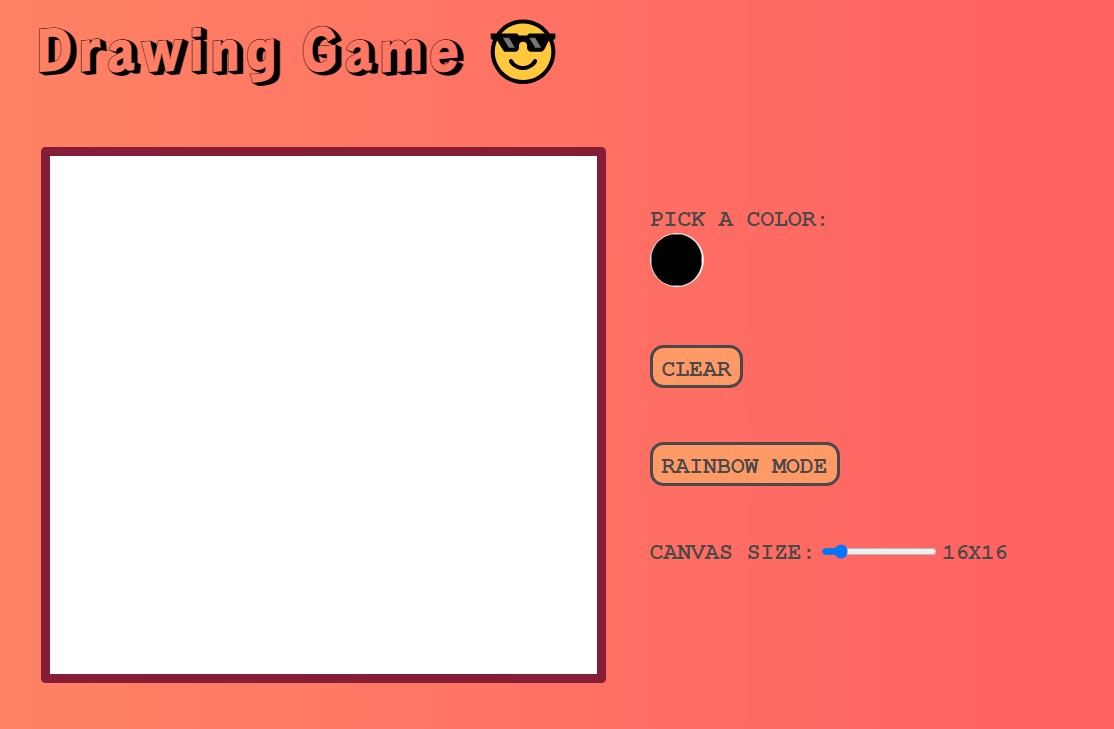 Drawing Game 😎
PICK A COLOR:
CLEAR
RAINBOW MODE
CANVAS SIZE: 16X16